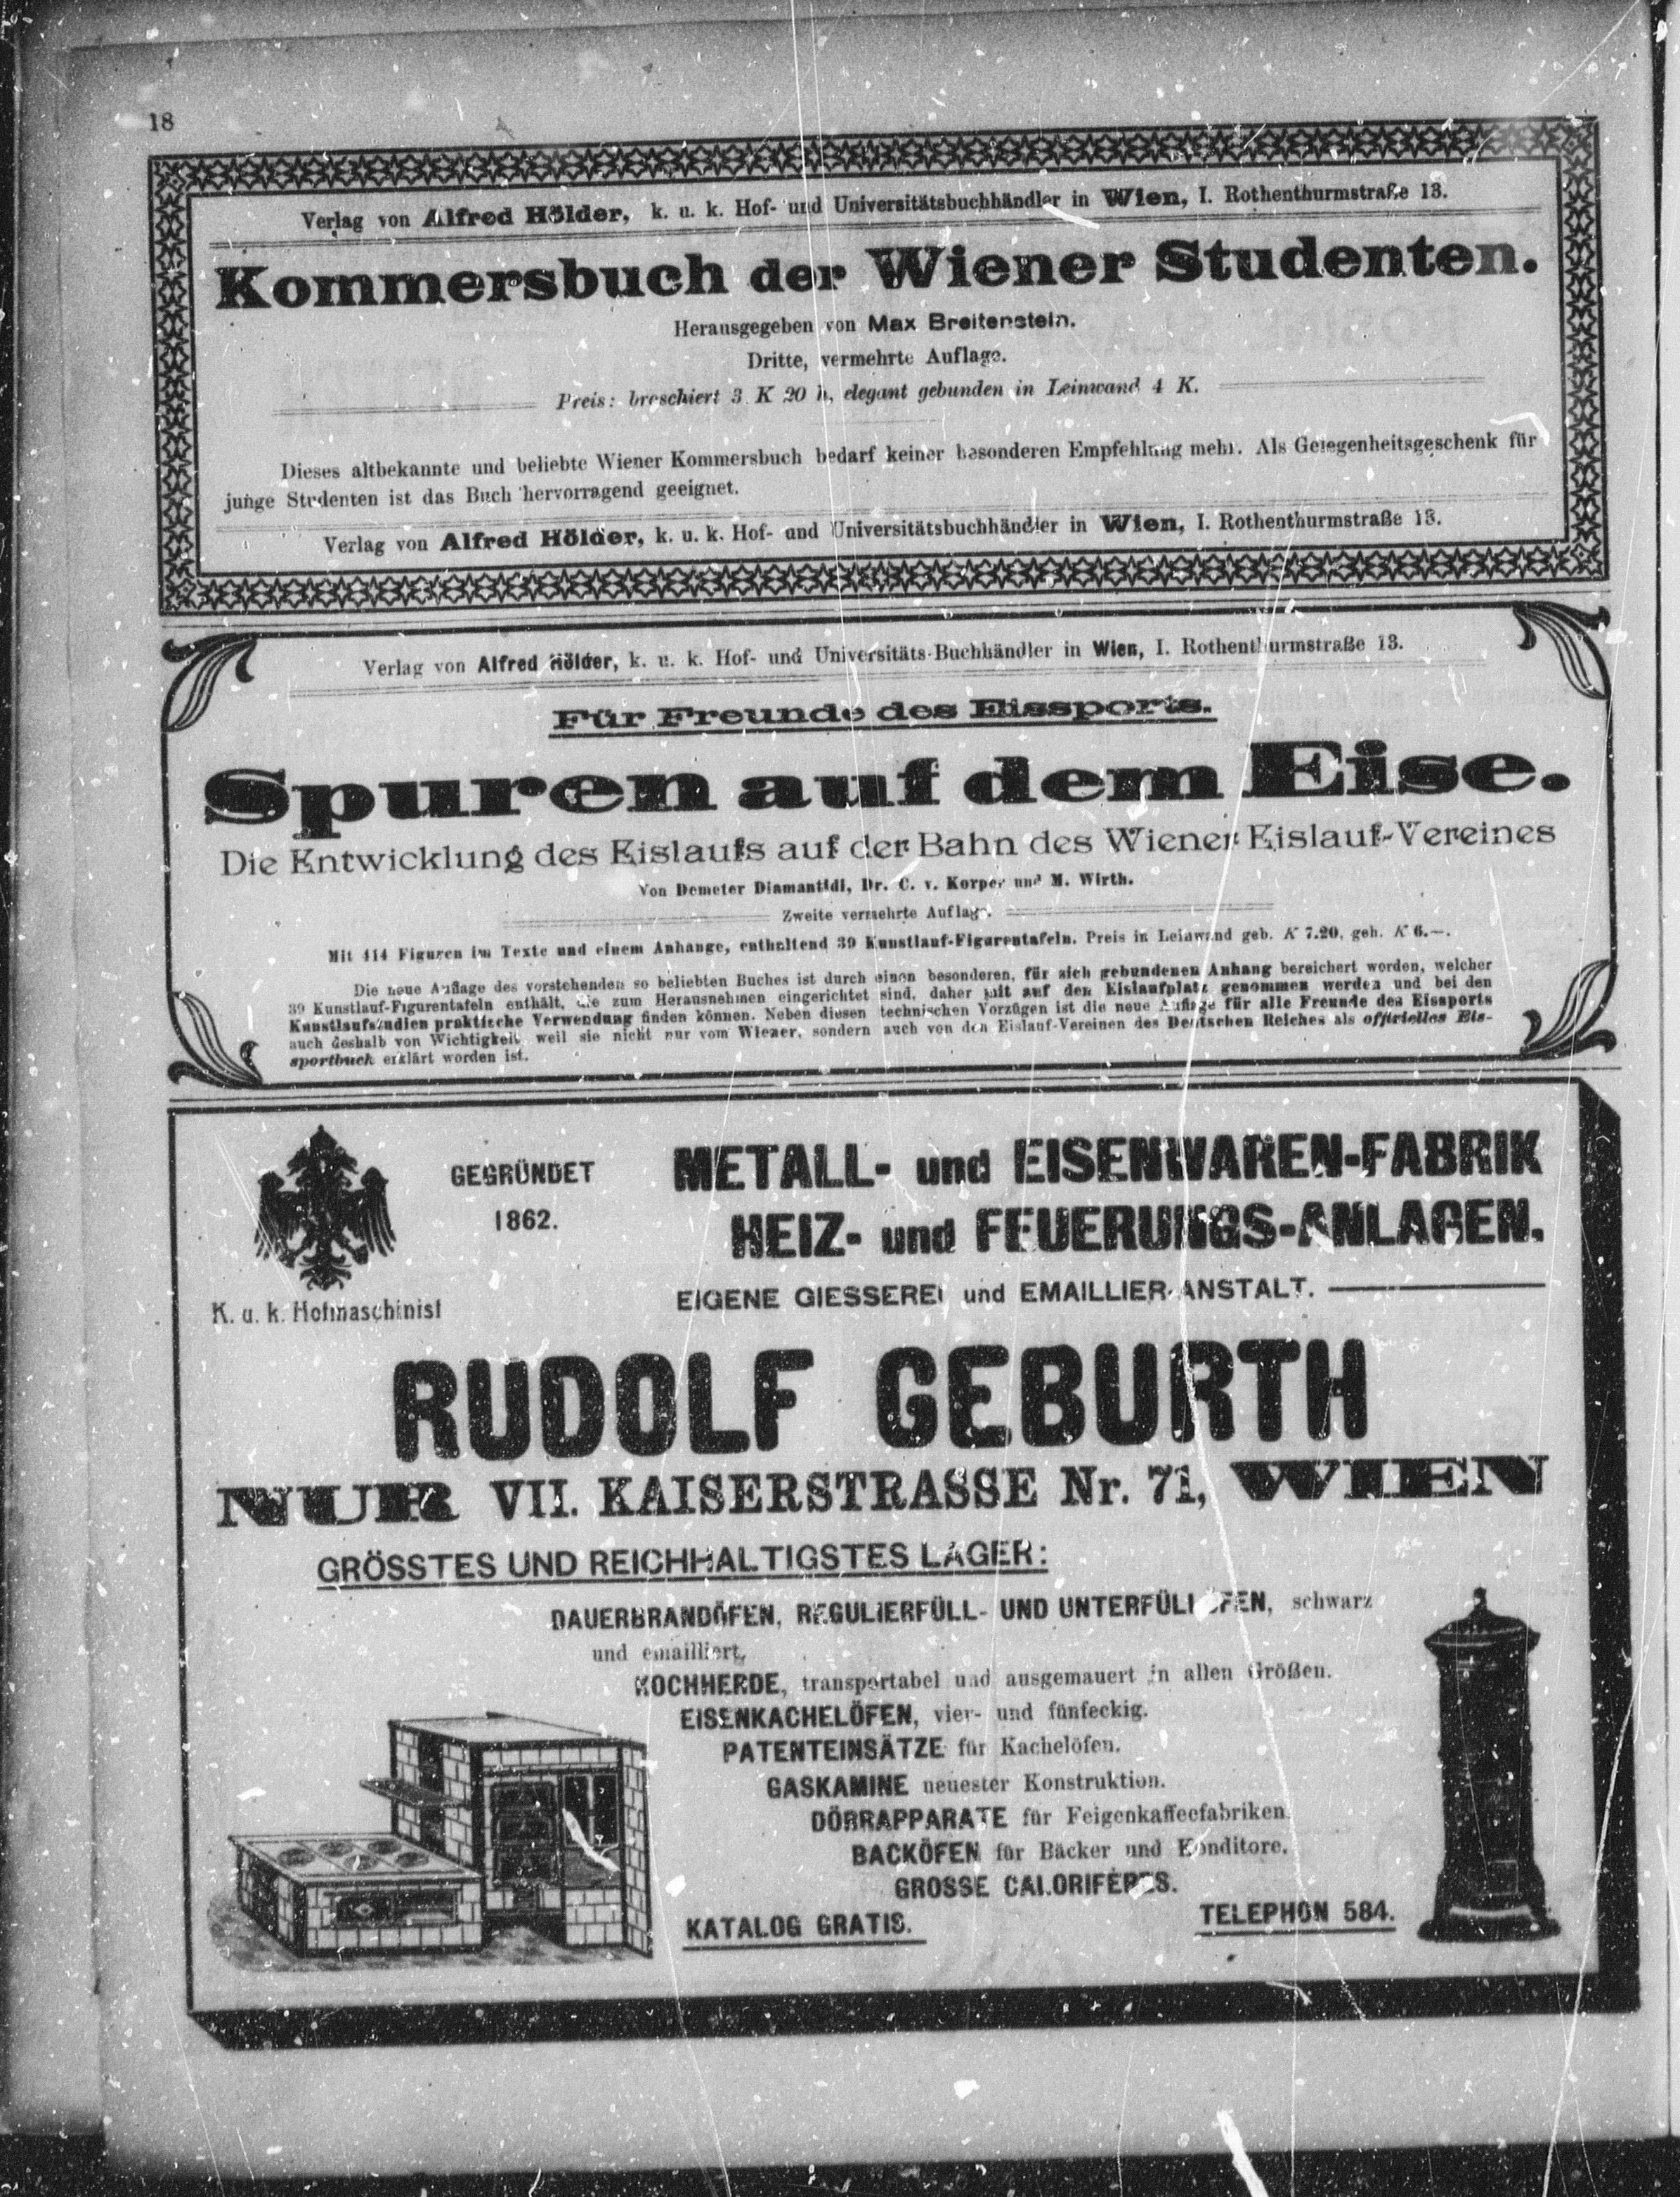 18
Verlag von Alfred Hölder, k. u. k. Hof- und Universitätsbuchhändler in Wien, I. Rothenthurmstraße 13.
Kommersbuch der Wiener Studenten.
Herausgegeben von Max Breitenstein.
Dritte, vermehrte Auflage.
Preis: broschiert 3 K 20 h, elegant gebunden in Leinwand 4 K.
Dieses altbekannte und beliebte Wiener Kommersbuch bedarf keiner besonderen Empfehlung mehr. Als Gelegenheitsgeschenk für
junge Studenten ist das Buch hervorragend geeignet.
Verlag von Alfred Hölder, k. u. k. Hof- und Universitätsbuchhändler in Wien, I. Rothenthurmstraße 13.
Verlag von Alfred Hölder, k. u. k. Hof- und Universitäts-Buchhändler in Wien, I. Rothenthurmstraße 13.
Für Freunde des Eissports.
Spuren auf dem Eise.
Die Entwicklung des Eislaufs auf der Bahn des Wiener Eislauf-Vereines
Von Demeter Diamantidi, Dr. C. v. Korper und M. Wirth.
Zweite vermehrte Auflage.
Mit 414 Figuren im Texte und einem Anhange, enthaltend 39 Kunstlauf-Figurentafeln. Preis in Leinwand geb. K 7.20, geh. K 6.—.
Die neue Auflage des vorstehenden so beliebten Buches ist durch einen besonderen, für sich gebundenen Anhang bereichert worden, welcher
39 Kunstlauf-Figurentafeln enthält, die zum Herausnehmen eingerichtet sind, daher mit auf den Eislaufplatz genommen werden und bei den
Kunstlaufstudien praktische Verwendung finden können. Neben diesen technischen Vorzügen ist die neue Auflage für alle Freunde des Eissports
auch deshalb von Wichtigkeit, weil sie nicht nur vom Wiener, sondern auch von den Eislauf-Vereinen des Deutschen Reiches als offizielles Eis-
sportbuch erklärt worden ist.
GEGRÜNDET
1862.
METALL- und EISENWAREN-FABRIK
HEIZ- und FEUERUNGS-ANLAGEN.
EIGENE GIESSEREI und EMAILLIER-ANSTALT.
K. u. k. Hofmaschinist
RUDOLF GEBURTH
NUR VII. KAISERSTRASSE Nr. 71, WIEN
GRÖSSTES UND REICHHALTIGSTES LAGER:
DAUERBRANDÖFEN, REGULIERFÜLL- UND UNTERFÜLLÖFEN, schwarz
und emailliert,
KOCHHERDE, transportabel und ausgemauert in allen Größen.
EISENKACHELÖFEN, vier- und fünfeckig.
PATENTEINSÄTZE für Kachelöfen.
GASKAMINE neuester Konstruktion.
DÖRRAPPARATE für Feigenkaffeefabriken.
BACKÖFEN für Bäcker und Konditore.
GROSSE CALORIFÈRES.
KATALOG GRATIS.
TELEPHON 584.